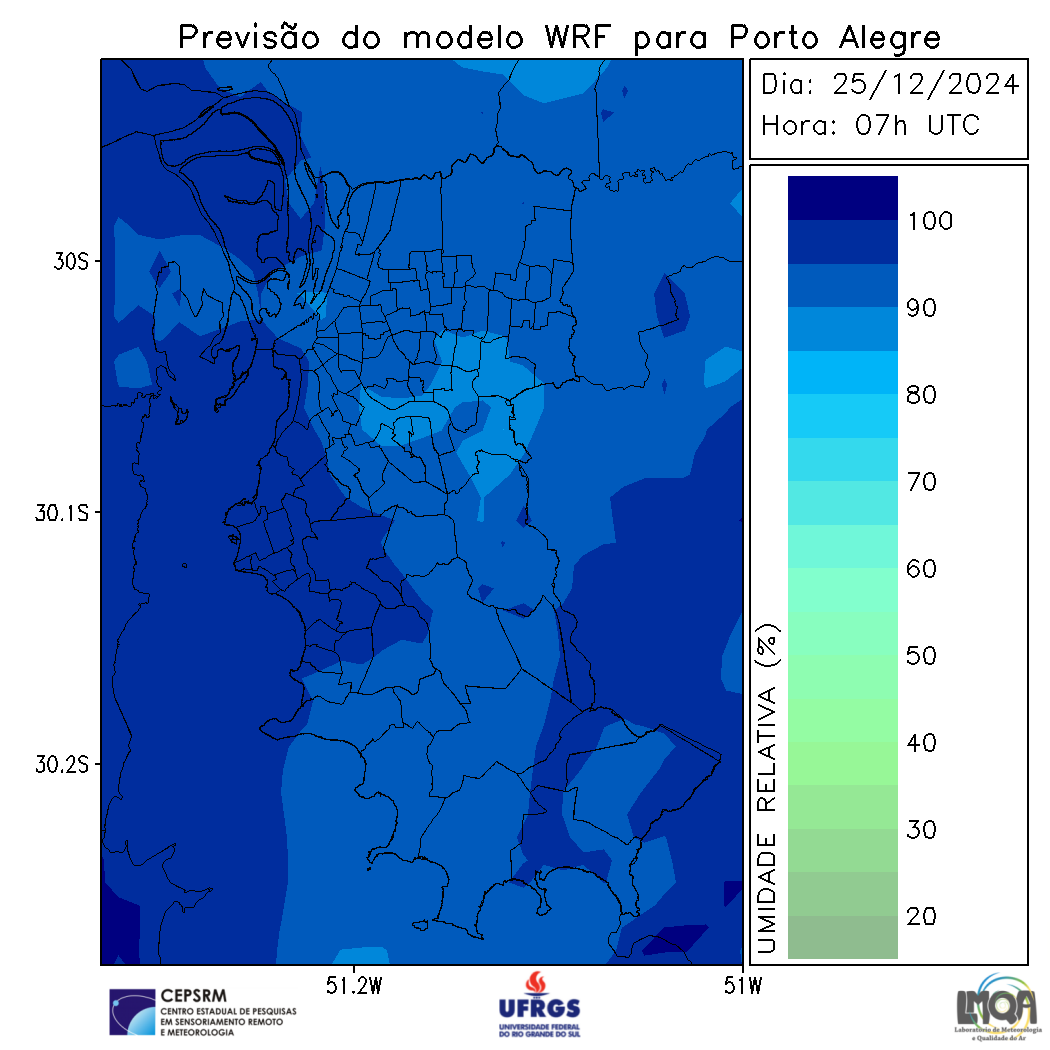 Previsão do modelo WRF para Porto Alegre
Dia: 25/12/2024
Hora: 07h UTC
100
90
80
70
60
50
40
30
20
UMIDADE RELATIVA (%)
30S
30.1S
30.2S
51.2W
51W
CEPSRM
CENTRO ESTADUAL DE PESQUISAS
EM SENSORIAMENTO REMOTO
E METEOROLOGIA
UFRGS
UNIVERSIDADE FEDERAL
DO RIO GRANDE DO SUL
LMQA
Laboratório de Meteorologia
e Qualidade do Ar